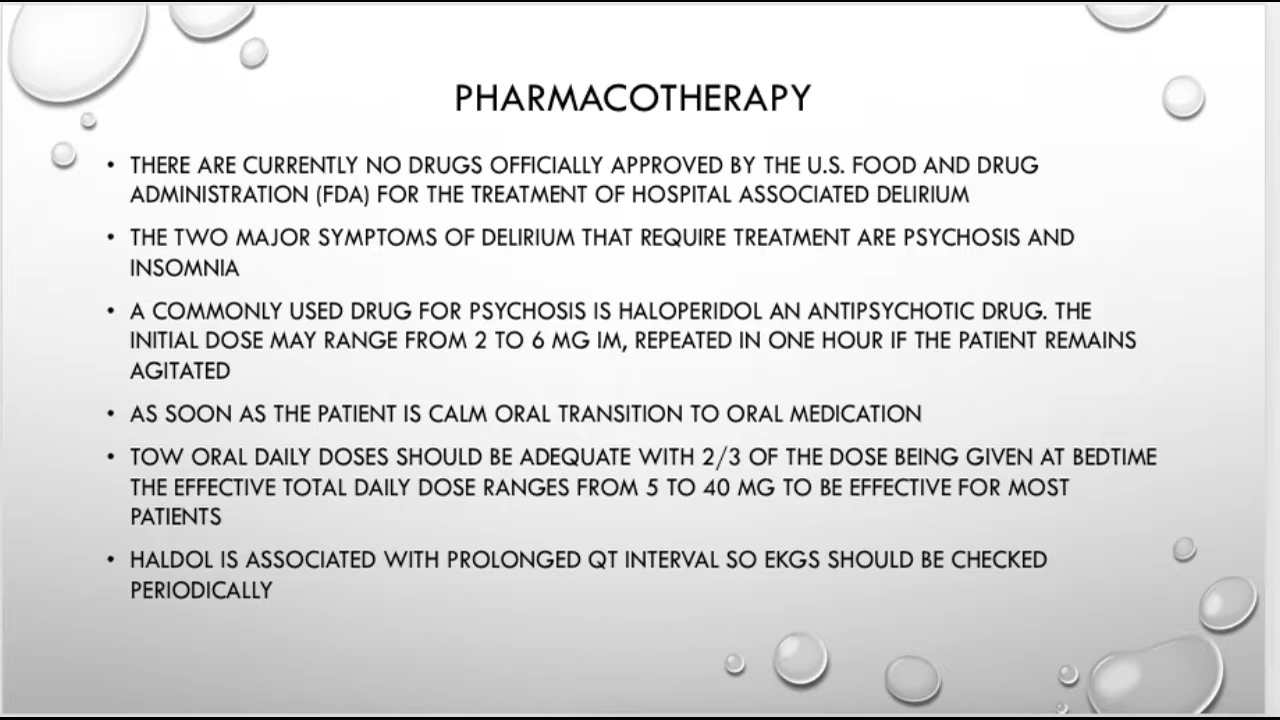 PHARMACOTHERAPY
• THERE ARE CURRENTLY NO DRUGS OFFICIALLY APPROVED BY THE U.S. FOOD AND DRUG
ADMINISTRATION (FDA) FOR THE TREATMENT OF HOSPITAL ASSOCIATED DELIRIUM
• THE TWO MAJOR SYMPTOMS OF DELIRIUM THAT REQUIRE TREATMENT ARE PSYCHOSIS AND
INSOMNIA
• A COMMONLY USED DRUG FOR PSYCHOSIS IS HALOPERIDOL AN ANTIPSYCHOTIC DRUG. THE
INITIAL DOSE MAY RANGE FROM 2 TO 6 MG IM, REPEATED IN ONE HOUR IF THE PATIENT REMAINS
AGITATED
• AS SOON AS THE PATIENT IS CALM ORAL TRANSITION TO ORAL MEDICATION
• TOW ORAL DAILY DOSES SHOULD BE ADEQUATE WITH 2/3 OF THE DOSE BEING GIVEN AT BEDTIME
THE EFFECTIVE TOTAL DAILY DOSE RANGES FROM 5 TO 40 MG TO BE EFFECTIVE FOR MOST
PATIENTS
• HALDOL IS ASSOCIATED WITH PROLONGED QT INTERVAL SO EKGS SHOULD BE CHECKED
PERIODICALLY